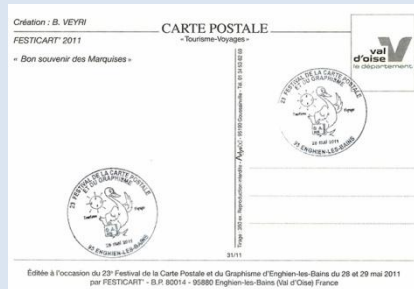 Création : B. VEYRI
FESTICART' 2011
« Bon souvenir des Marquises »
CARTE POSTALE
«Tourisme-Voyages»
val
d'oise
le département
23 FESTIVAL DE LA CARTE POSTALE
ET DU GRAPHISME
28 mai 2011
95 ENGHIEN-LES-BAINS
23 FESTIVAL DE LA CARTE POSTALE
ET DU GRAPHISME
28 mai 2011
95 ENGHIEN-LES-BAINS
31/11
Éditée à l'occasion du 23e Festival de la Carte Postale et du Graphisme d'Enghien-les-Bains du 28 et 29 mai 2011
par FESTICART' - B.P. 80014 - 95880 Enghien-les-Bains (Val d'Oise) France